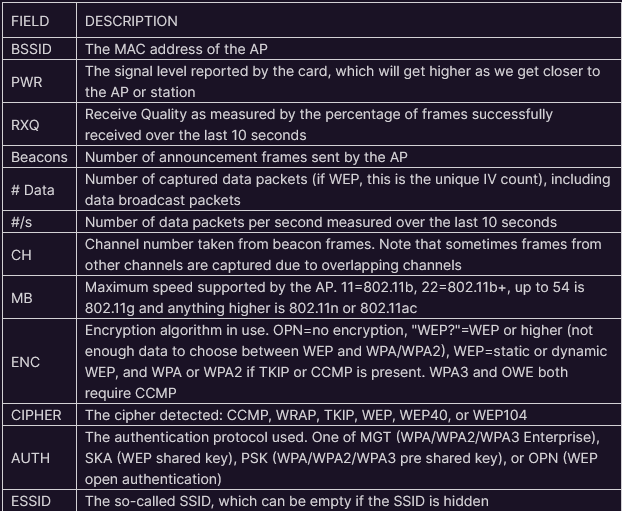 FIELD DESCRIPTION
BSSID The MAC address of the AP
PWR The signal level reported by the card, which will get higher as we get closer to
the AP or station
RXQ Receive Quality as measured by the percentage of frames successfully
received over the last 10 seconds
Beacons Number of announcement frames sent by the AP
# Data Number of captured data packets (if WEP, this is the unique IV count), including
data broadcast packets
#/s Number of data packets per second measured over the last 10 seconds
CH Channel number taken from beacon frames. Note that sometimes frames from
other channels are captured due to overlapping channels
MB Maximum speed supported by the AP. 11=802.11b, 22=802.11b+, up to 54 is
802.11g and anything higher is 802.11n or 802.11ac
ENC Encryption algorithm in use. OPN=no encryption, "WEP?"=WEP or higher (not
enough data to choose between WEP and WPA/WPA2), WEP=static or dynamic
WEP, and WPA or WPA2 if TKIP or CCMP is present. WPA3 and OWE both
require CCMP
CIPHER The cipher detected: CCMP, WRAP, TKIP, WEP, WEP40, or WEP104
AUTH The authentication protocol used. One of MGT (WPA/WPA2/WPA3 Enterprise),
SKA (WEP shared key), PSK (WPA/WPA2/WPA3 pre shared key), or OPN (WEP
open authentication)
ESSID The so-called SSID, which can be empty if the SSID is hidden